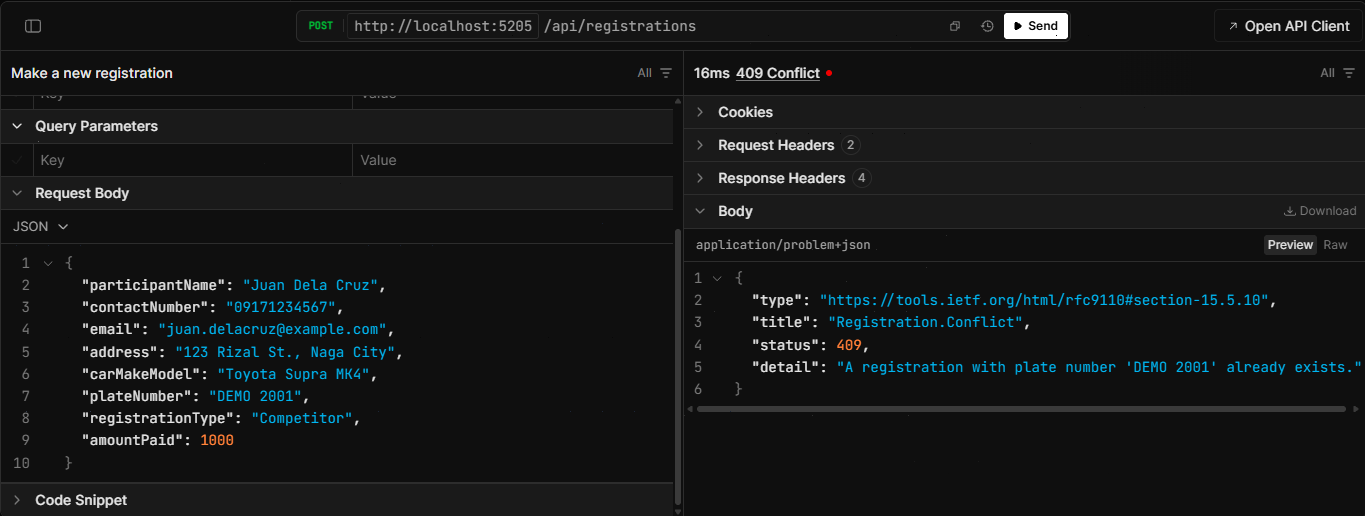 POST http://localhost:5205 /api/registrations Send Open API Client
Make a new registration All
Key Value
Query Parameters
Key Value
Request Body
JSON
1 {
2 "participantName": "Juan Dela Cruz",
3 "contactNumber": "09171234567",
4 "email": "juan.delacruz@example.com",
5 "address": "123 Rizal St., Naga City",
6 "carMakeModel": "Toyota Supra MK4",
7 "plateNumber": "DEMO 2001",
8 "registrationType": "Competitor",
9 "amountPaid": 1000
10 }
Code Snippet
16ms 409 Conflict All
Cookies
Request Headers 2
Response Headers 4
Body Download
application/problem+json Preview Raw
1 {
2 "type": "https://tools.ietf.org/html/rfc9110#section-15.5.10",
3 "title": "Registration.Conflict",
4 "status": 409,
5 "detail": "A registration with plate number 'DEMO 2001' already exists."
6 }